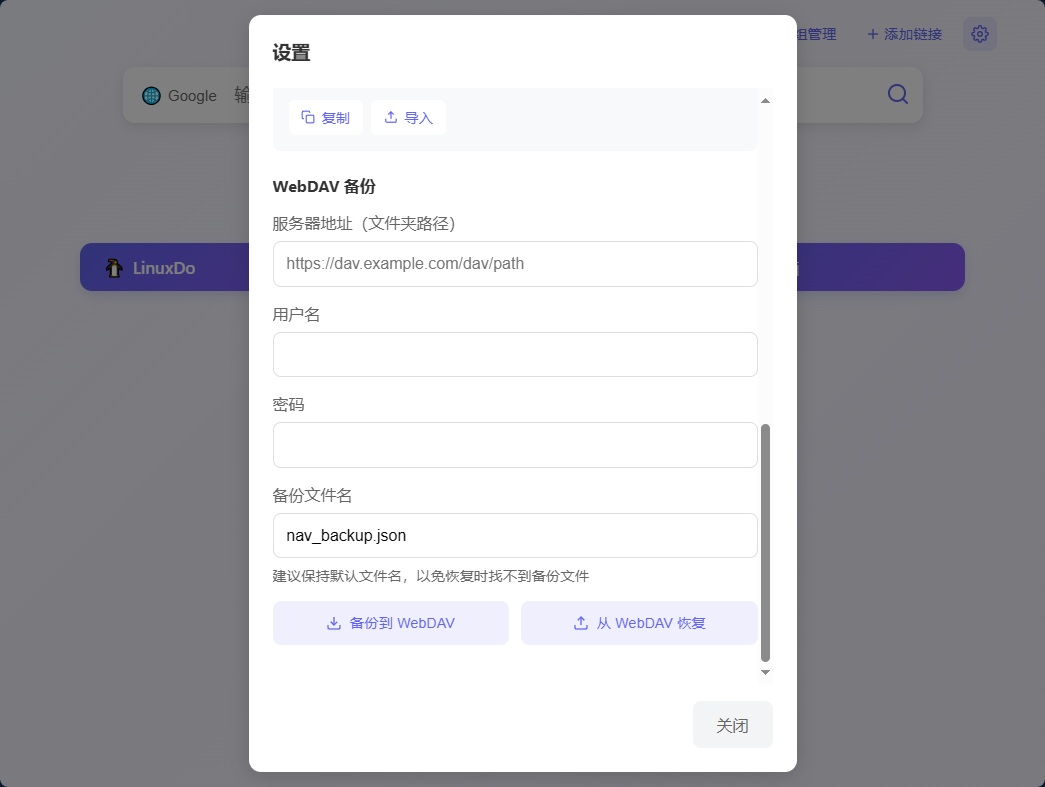 设置
组管理
+ 添加链接
Google 输
复制
导入
WebDAV 备份
服务器地址（文件夹路径）
https://dav.example.com/dav/path
LinuxDo
用户名
密码
备份文件名
nav_backup.json
建议保持默认文件名，以免恢复时找不到备份文件
备份到 WebDAV
从 WebDAV 恢复
关闭